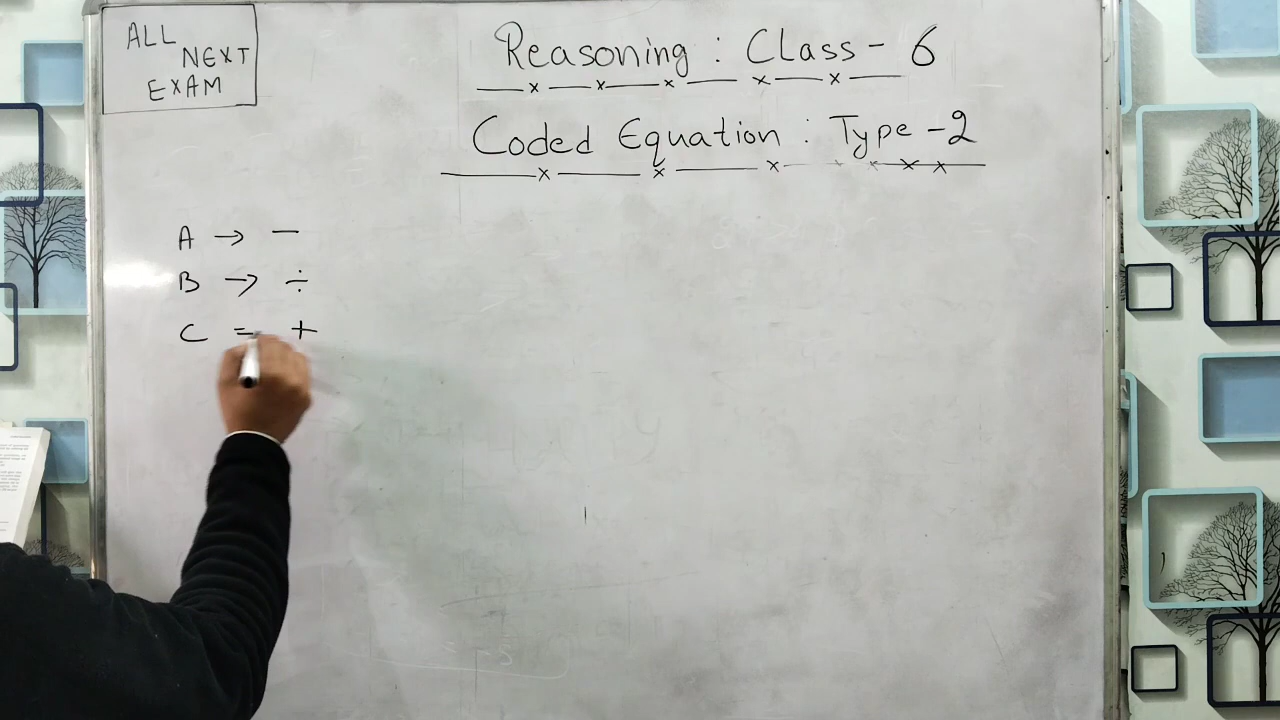 ALL
NEXT
EXAM
Reasoning : Class - 6
Coded Equation : Type - 2
A → −
B → ÷
C = +